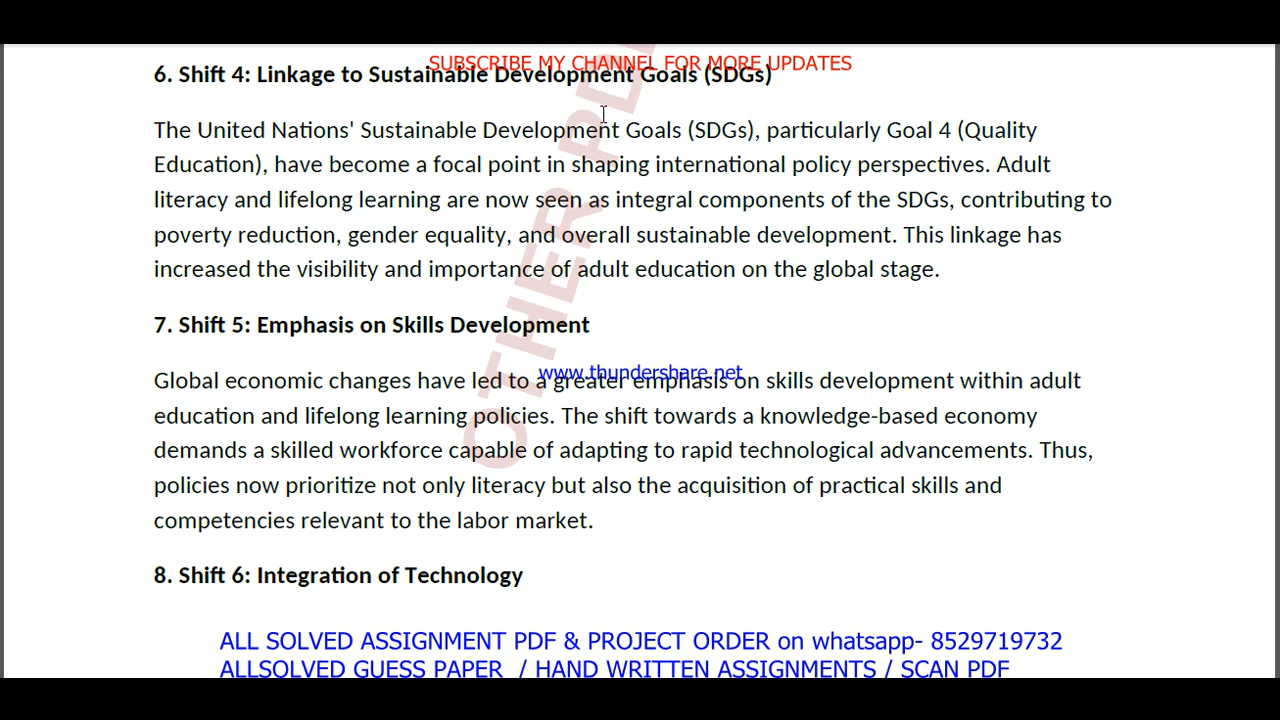 SUBSCRIBE MY CHANNEL FOR MORE UPDATES
6. Shift 4: Linkage to Sustainable Development Goals (SDGs)
The United Nations' Sustainable Development Goals (SDGs), particularly Goal 4 (Quality
Education), have become a focal point in shaping international policy perspectives. Adult
literacy and lifelong learning are now seen as integral components of the SDGs, contributing to
poverty reduction, gender equality, and overall sustainable development. This linkage has
increased the visibility and importance of adult education on the global stage.
7. Shift 5: Emphasis on Skills Development
www.thundershare.net
Global economic changes have led to a greater emphasis on skills development within adult
education and lifelong learning policies. The shift towards a knowledge-based economy
demands a skilled workforce capable of adapting to rapid technological advancements. Thus,
policies now prioritize not only literacy but also the acquisition of practical skills and
competencies relevant to the labor market.
8. Shift 6: Integration of Technology
ALL SOLVED ASSIGNMENT PDF & PROJECT ORDER on whatsapp- 8529719732
ALLSOLVED GUESS PAPER / HAND WRITTEN ASSIGNMENTS / SCAN PDF
OTHER